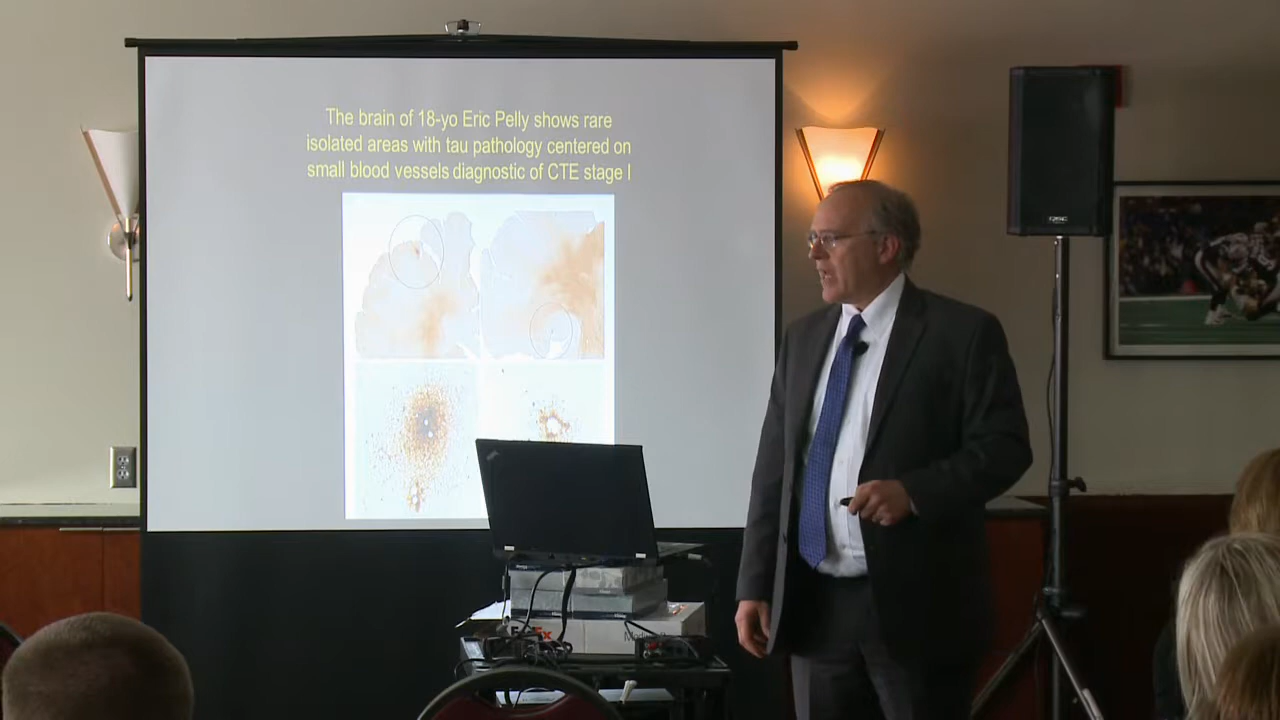 The brain of 18-yo Eric Pelly shows rare
isolated areas with tau pathology centered on
small blood vessels diagnostic of CTE stage I
QSC